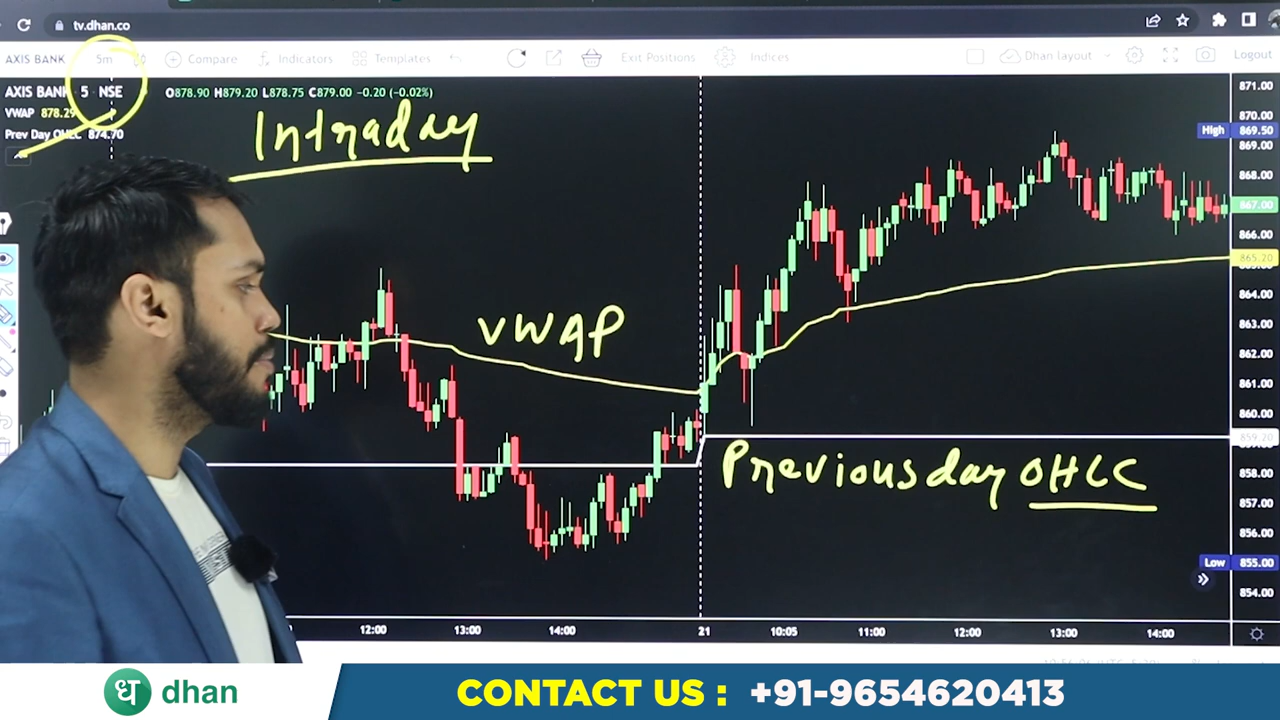 tv.dhan.co
AXIS BANK 5m Compare Indicators Templates Exit Positions Indices Dhan layout Logout
AXIS BANK 5 NSE O878.90 H879.20 L878.75 C879.00 -0.20 (-0.02%)
VWAP 878.29
Prev Day OHLC 874.70
Intraday
VWAP
Previous day OHLC
871.00
870.00
High 869.50
869.00
868.00
867.00
866.00
865.20
864.00
863.00
862.00
861.00
860.00
859.20
858.00
857.00
856.00
Low 855.00
854.00
12:00 13:00 14:00 21 10:05 11:00 12:00 13:00 14:00
ध dhan CONTACT US : +91-9654620413